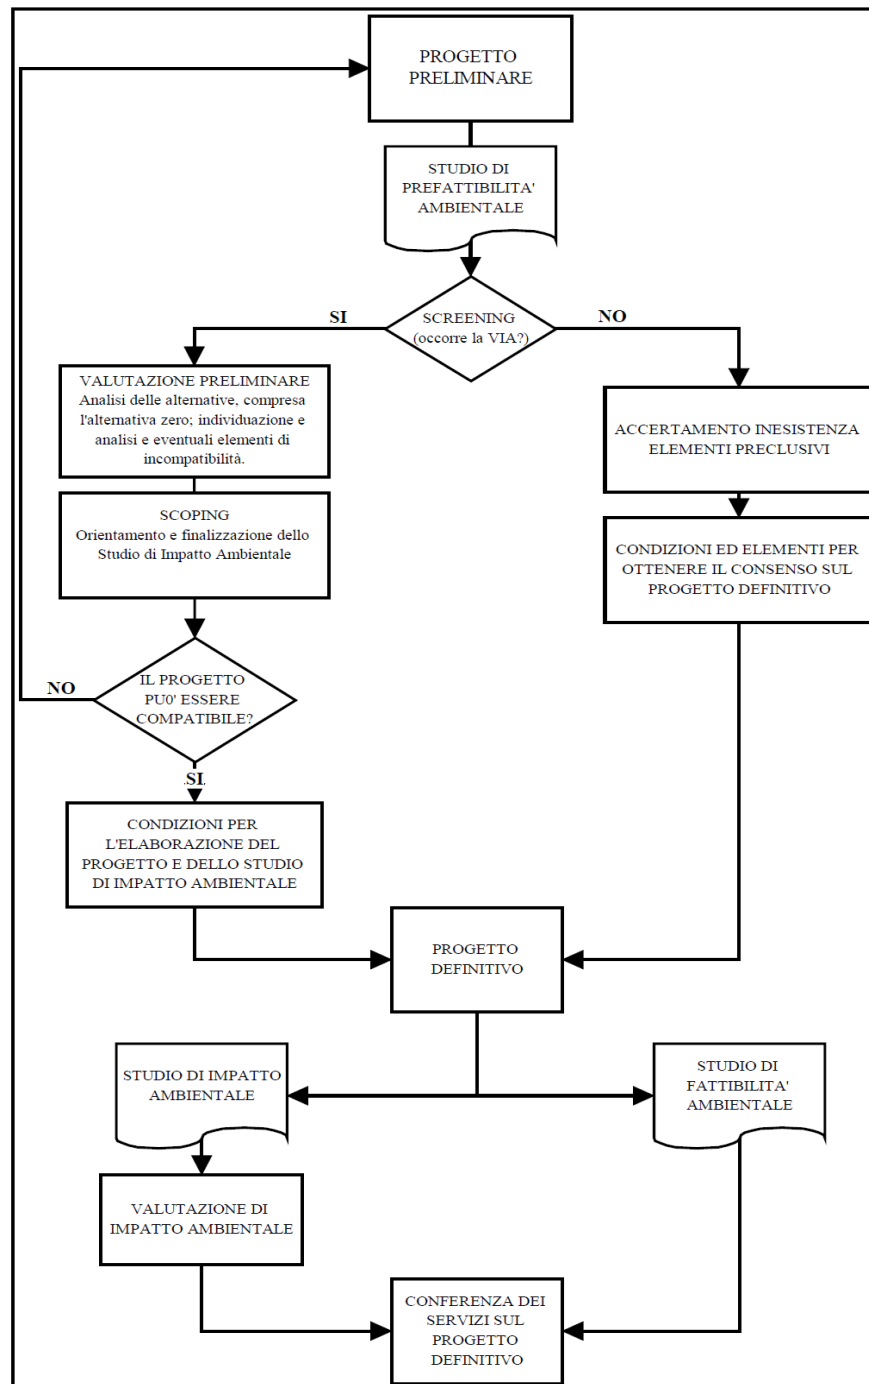 PROGETTO
PRELIMINARE
STUDIO DI
PREFATTIBILITA'
AMBIENTALE
SI
SCREENING
(occorre la VIA?)
NO
VALUTAZIONE PRELIMINARE
Analisi delle alternative, compresa
l'alternativa zero; individuazione e
analisi e eventuali elementi di
incompatibilità.
ACCERTAMENTO INESISTENZA
ELEMENTI PRECLUSIVI
SCOPING
Orientamento e finalizzazione dello
Studio di Impatto Ambientale
CONDIZIONI ED ELEMENTI PER
OTTENERE IL CONSENSO SUL
PROGETTO DEFINITIVO
NO
IL PROGETTO
PU0' ESSERE
COMPATIBILE?
SI
CONDIZIONI PER
L'ELABORAZIONE DEL
PROGETTO E DELLO STUDIO
DI IMPATTO AMBIENTALE
PROGETTO
DEFINITIVO
STUDIO DI IMPATTO
AMBIENTALE
STUDIO DI
FATTIBILITA'
AMBIENTALE
VALUTAZIONE DI
IMPATTO AMBIENTALE
CONFERENZA DEI
SERVIZI SUL
PROGETTO
DEFINITIVO